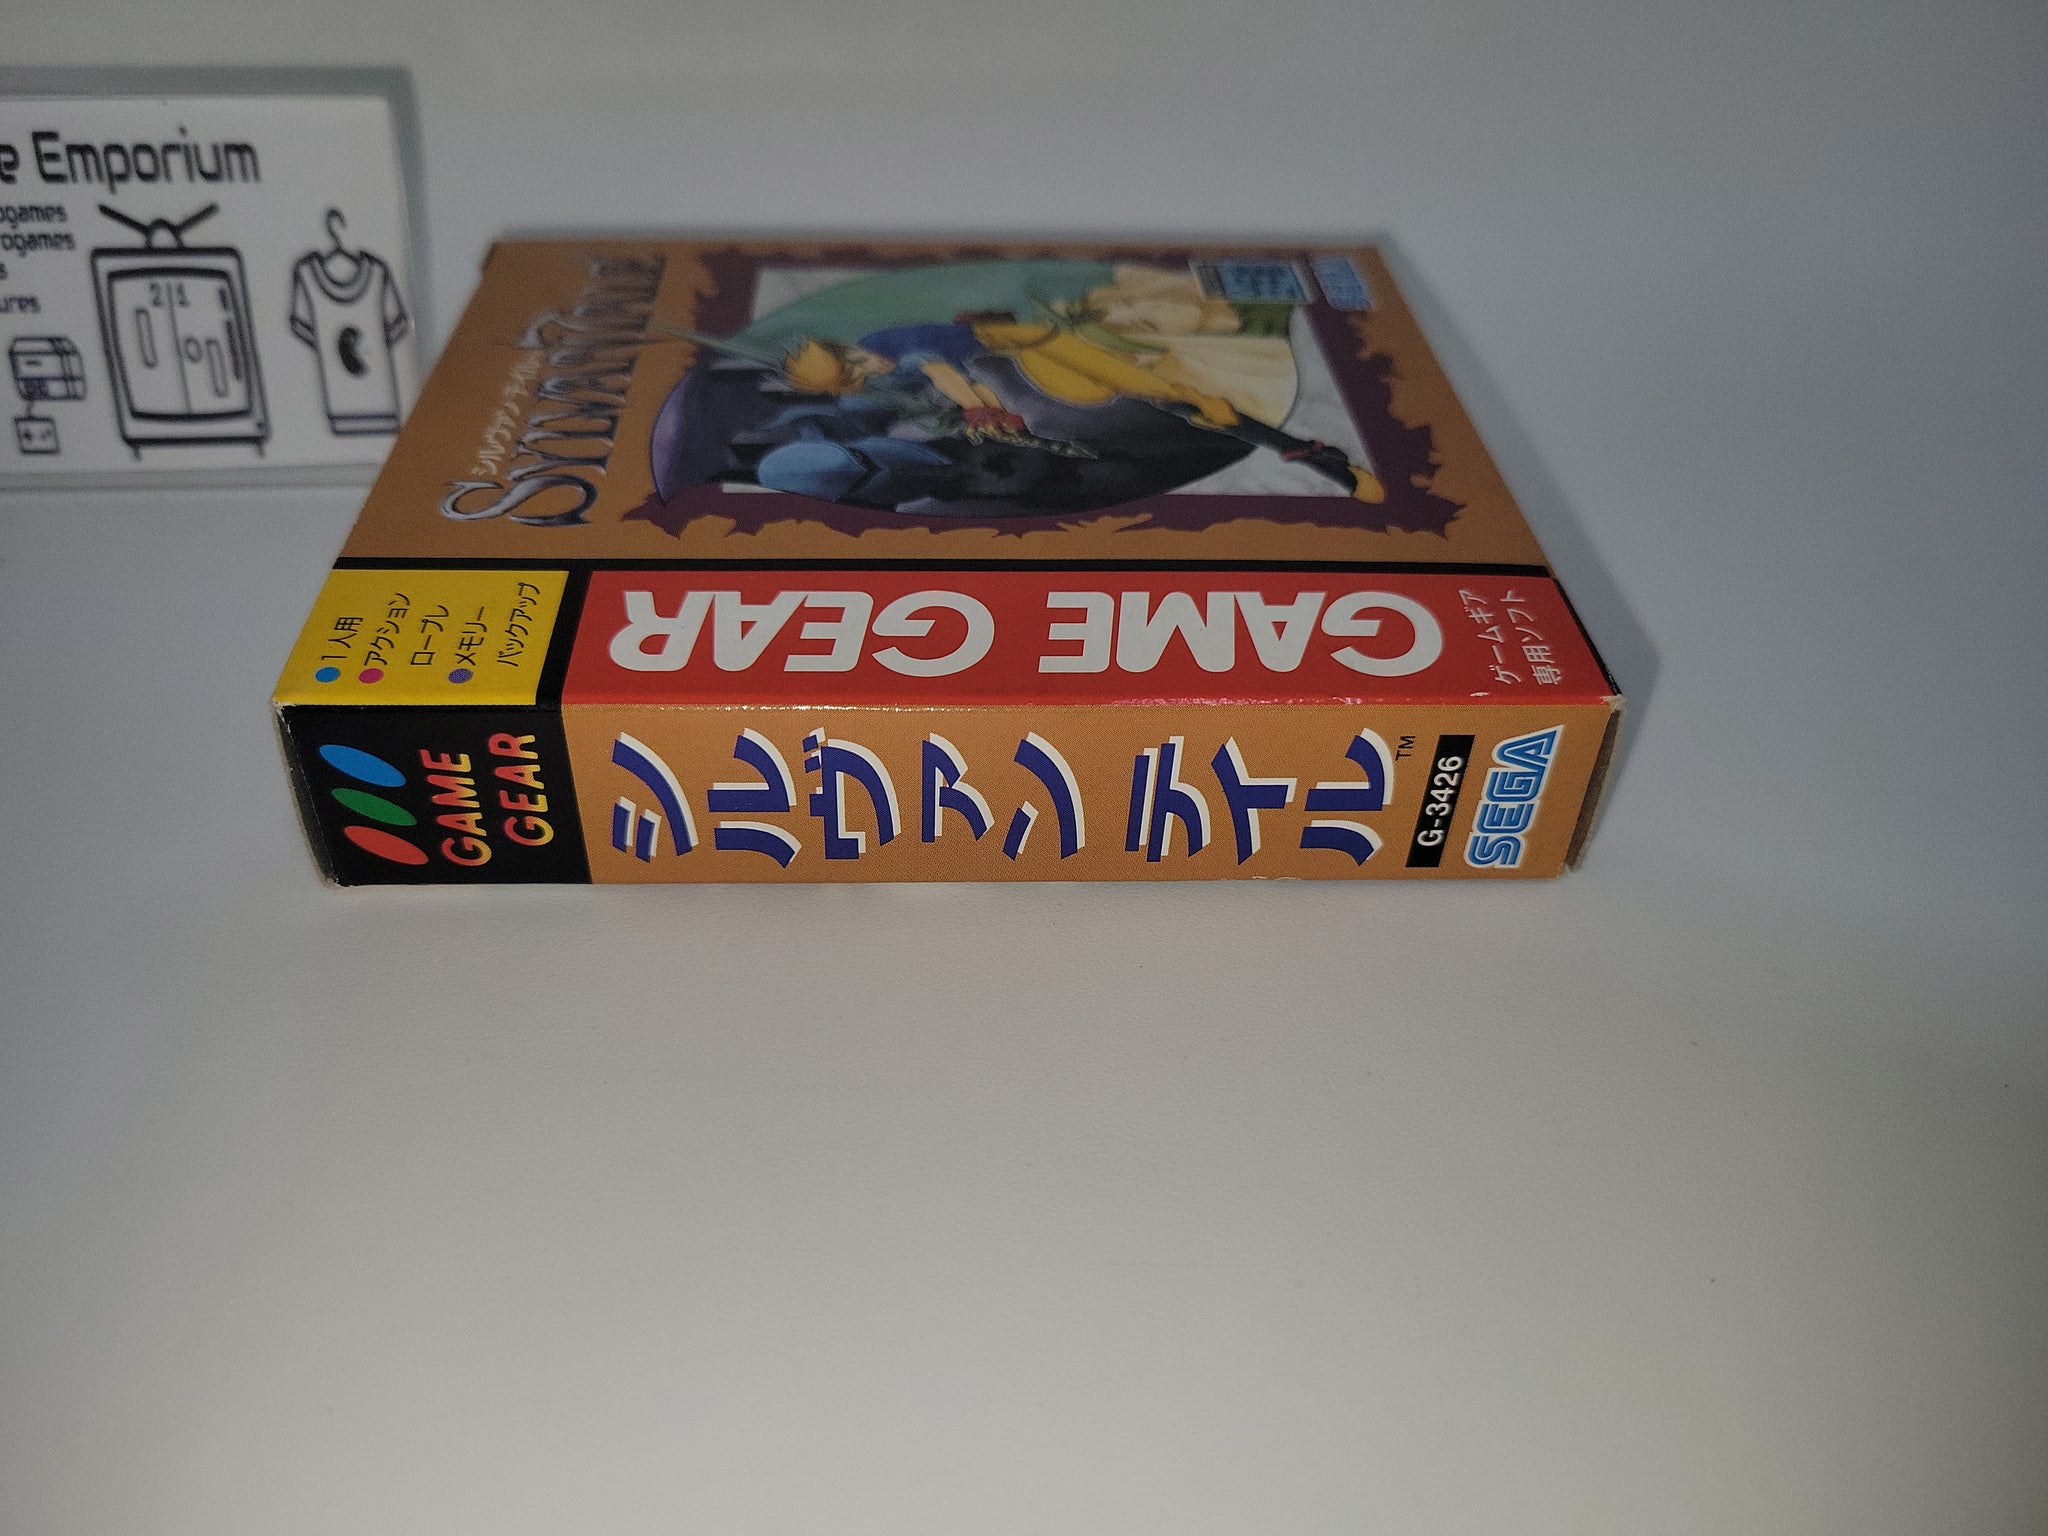 e Emporium
ogames
rogames
s
ures
2 1
シルヴァンテイル
SYLVAN TALE
SEGA
1人用
アクション
ロープレ
メモリー
バックアップ
GAME GEAR
ゲームギア
専用ソフト
GAME
GEAR
シルヴァンテイル™
G-3426
SEGA